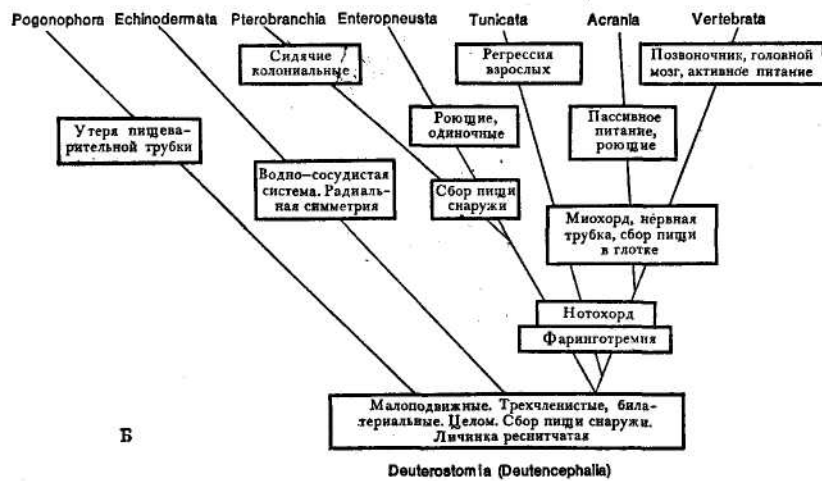 Pogonophora Echinodermata Pterobranchia Enteropneusta Tunicata Acrania Vertebrata
Сидячие
колониальные
Регрессия
взрослых
Позвоночник, головной
мозг, активное питание
Роющие,
одиночные
Пассивное
питание,
роющие
Утеря пищева-
рительной трубки
Водно-сосудистая
система. Радиаль-
ная симметрия
Сбор пищи
снаружи
Миохорд, нервная
трубка, сбор пищи
в глотке
Нотохорд
Фаринготремия
Малоподвижные. Трехчленистые, била-
териальные. Целом. Сбор пищи снаружи.
Личинка реснитчатая
Б
Deuterostomia (Deutencephalia)